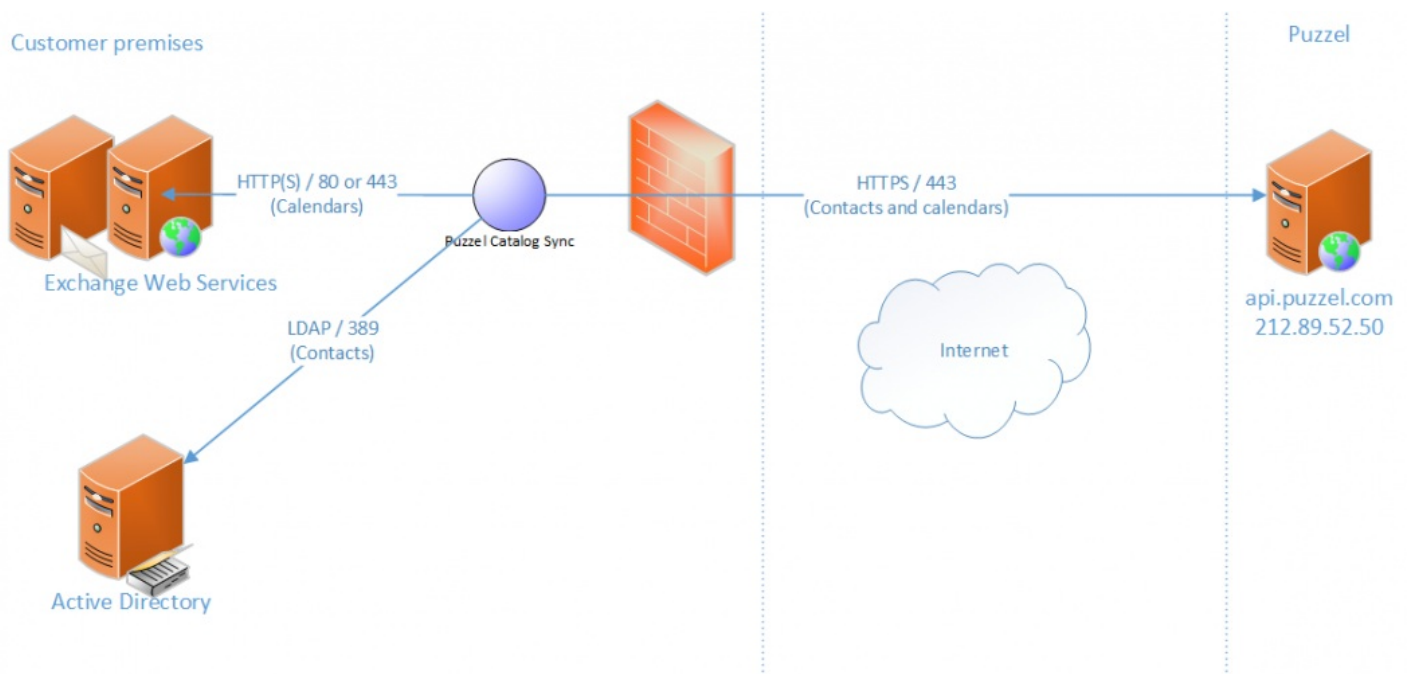 Customer premises
Puzzel
HTTP(S) / 80 or 443
(Calendars)
HTTPS / 443
(Contacts and calendars)
Puzzel Catalog Sync
Exchange Web Services
api.puzzel.com
212.89.52.50
LDAP / 389
(Contacts)
Internet
Active Directory